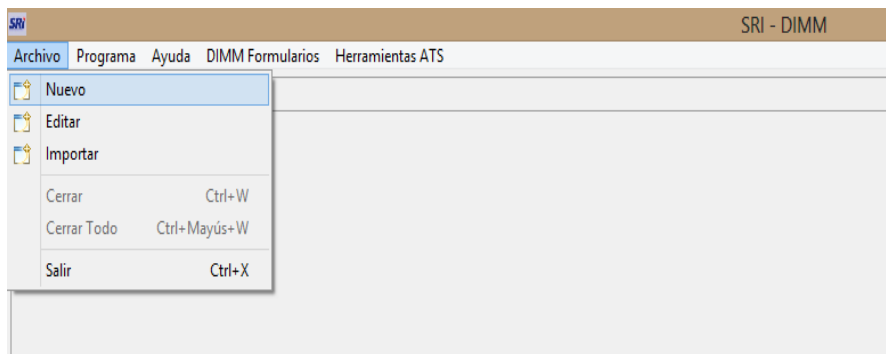 SRi SRI - DIMM
Archivo Programa Ayuda DIMM Formularios Herramientas ATS
Nuevo
Editar
Importar
Cerrar Ctrl+W
Cerrar Todo Ctrl+Mayús+W
Salir Ctrl+X